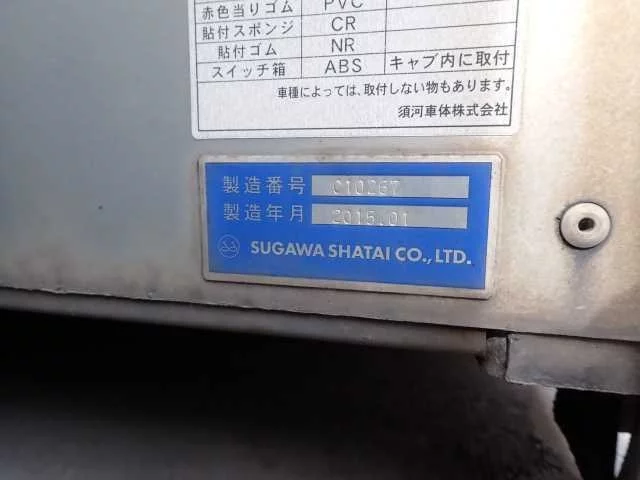 赤色当りゴム PVC
貼付スポンジ CR
貼付ゴム NR
スイッチ箱 ABS キャブ内に取付
車種によっては、取付しない物もあります。
須河車体株式会社
製造番号 C10267
製造年月 2015.01
SUGAWA SHATAI CO.,LTD.